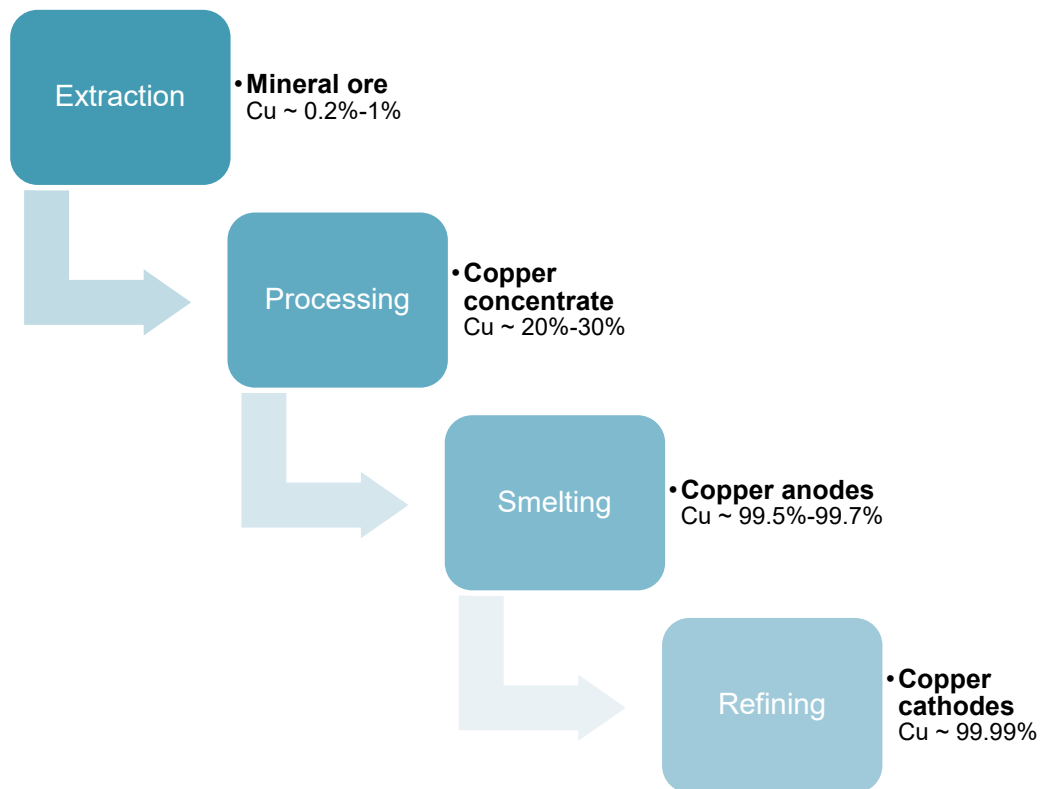 Extraction
•Mineral ore
Cu ~ 0.2%-1%
Processing
•Copper
concentrate
Cu ~ 20%-30%
Smelting
•Copper anodes
Cu ~ 99.5%-99.7%
Refining
•Copper
cathodes
Cu ~ 99.99%